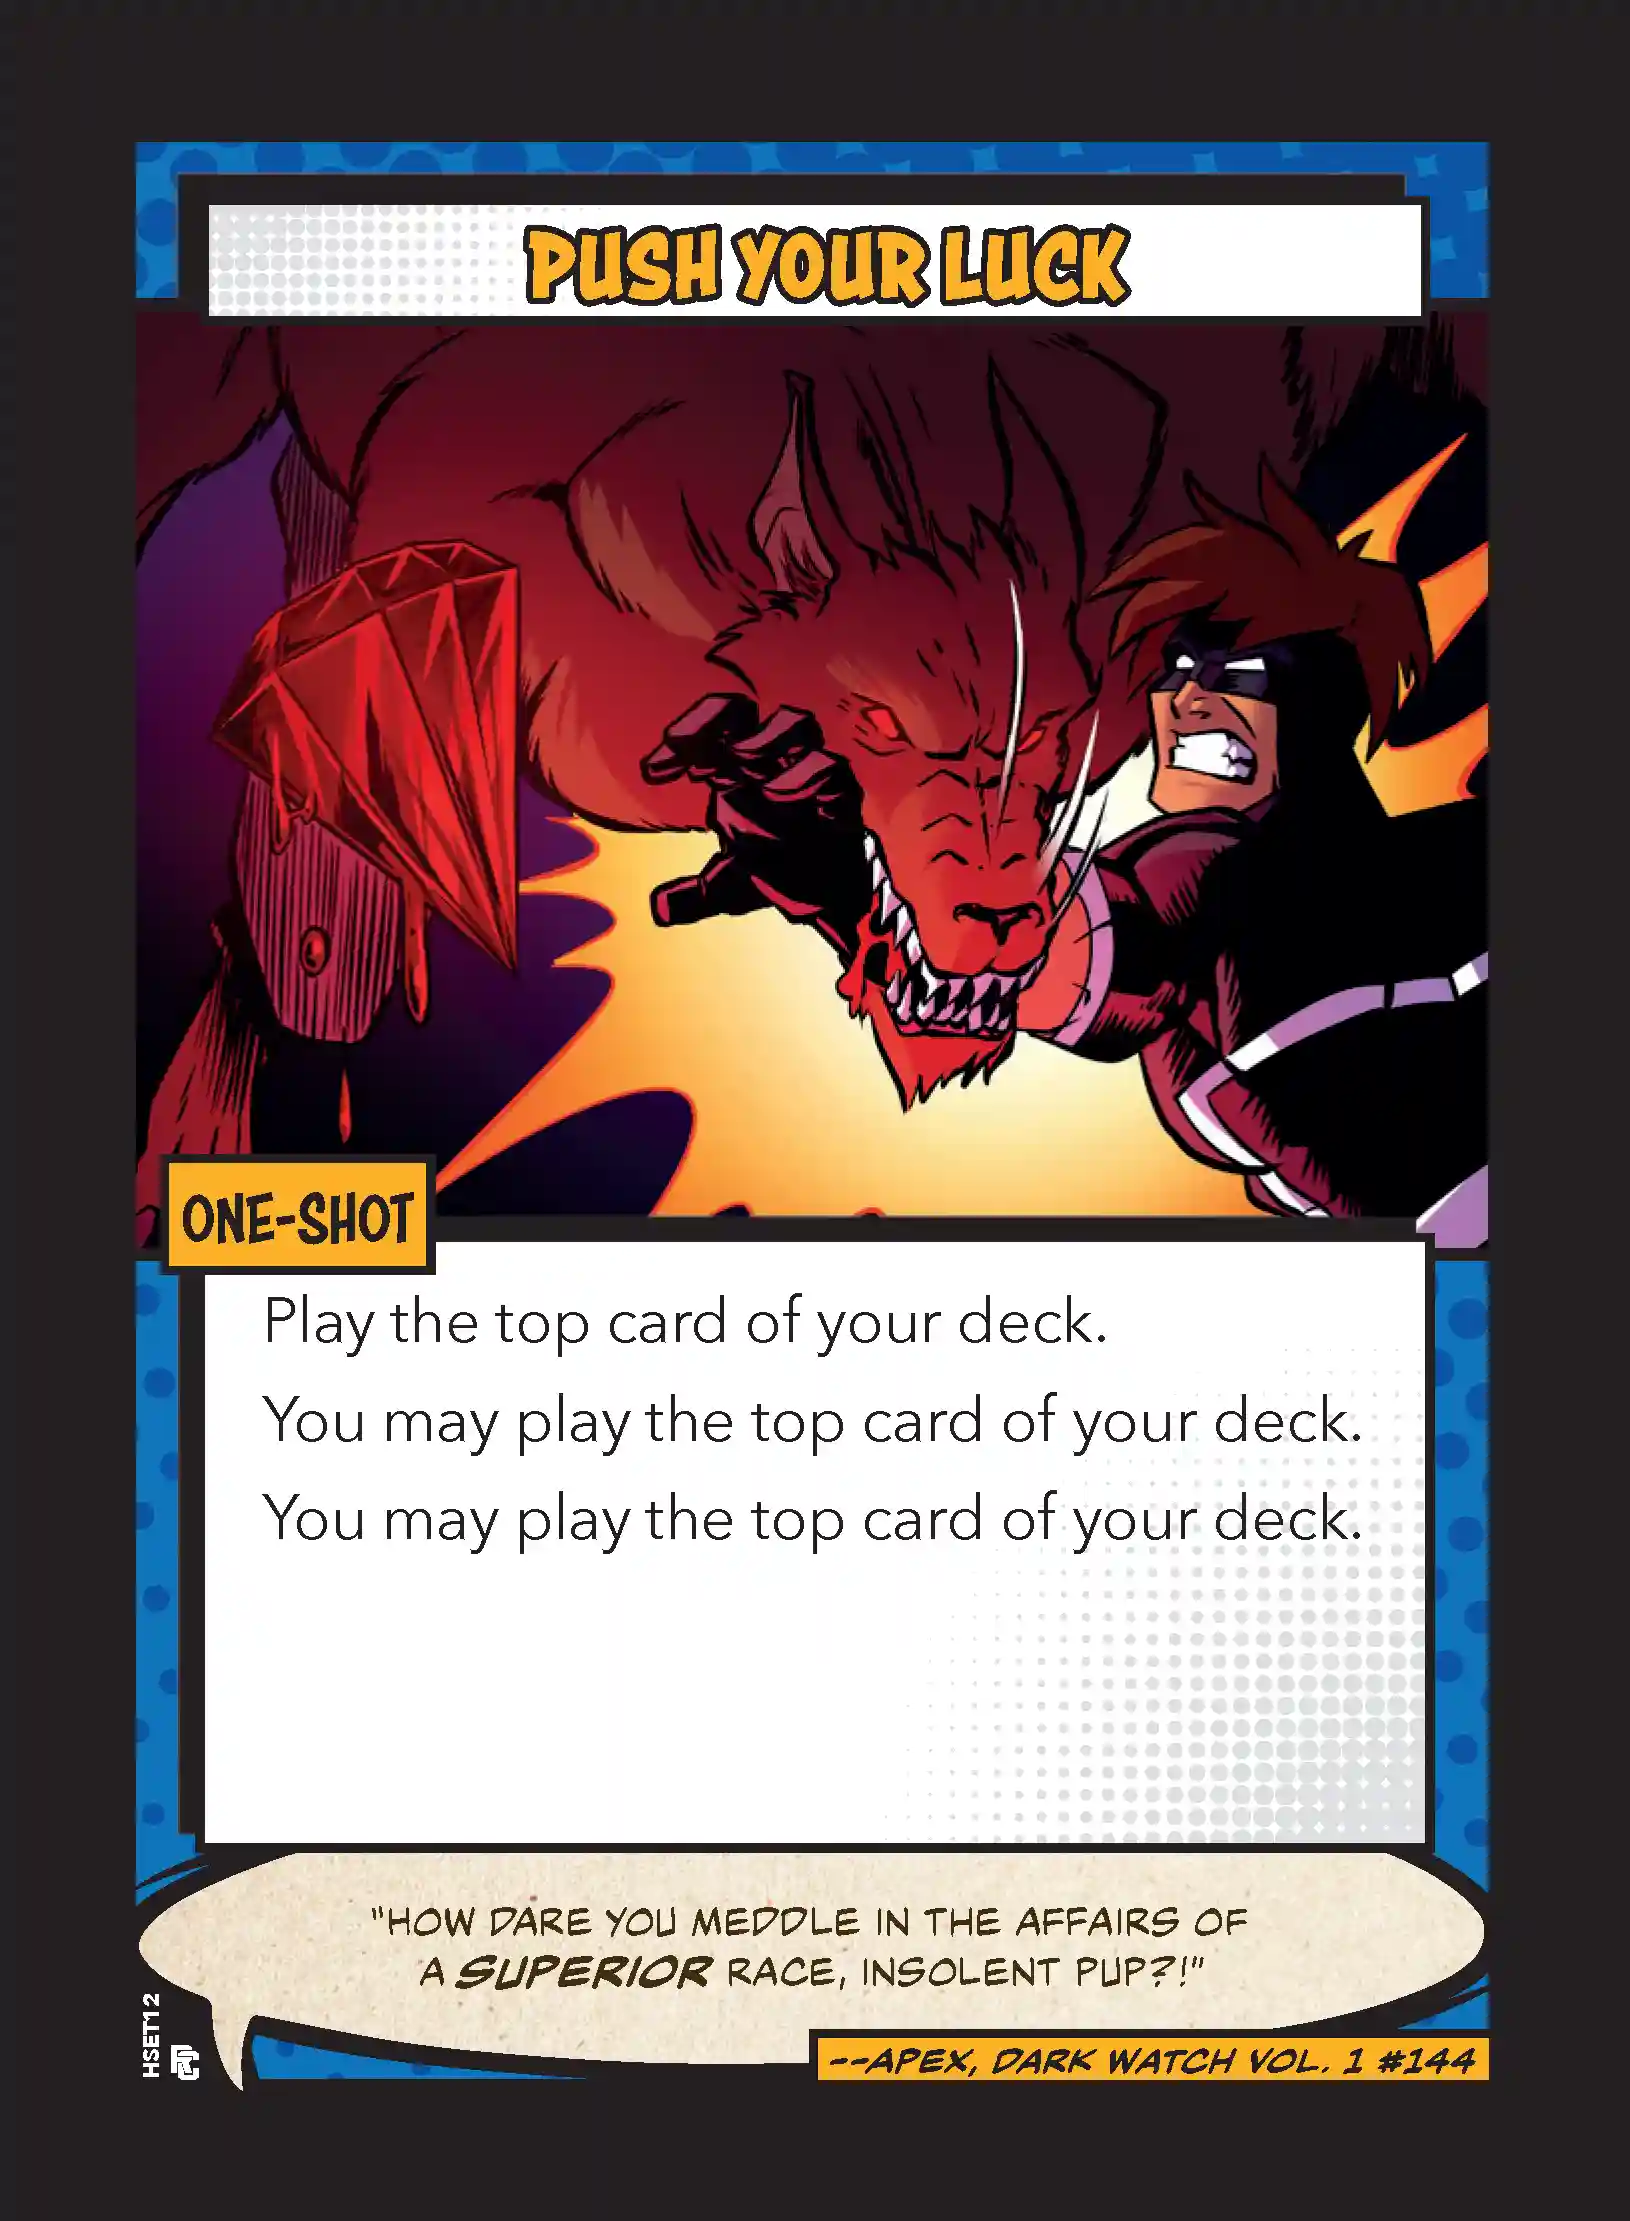 PUSH YOUR LUCK
ONE-SHOT
Play the top card of your deck.
You may play the top card of your deck.
You may play the top card of your deck.
"HOW DARE YOU MEDDLE IN THE AFFAIRS OF
A SUPERIOR RACE, INSOLENT PUP?!"
--APEX, DARK WATCH VOL. 1 #144
HSET12